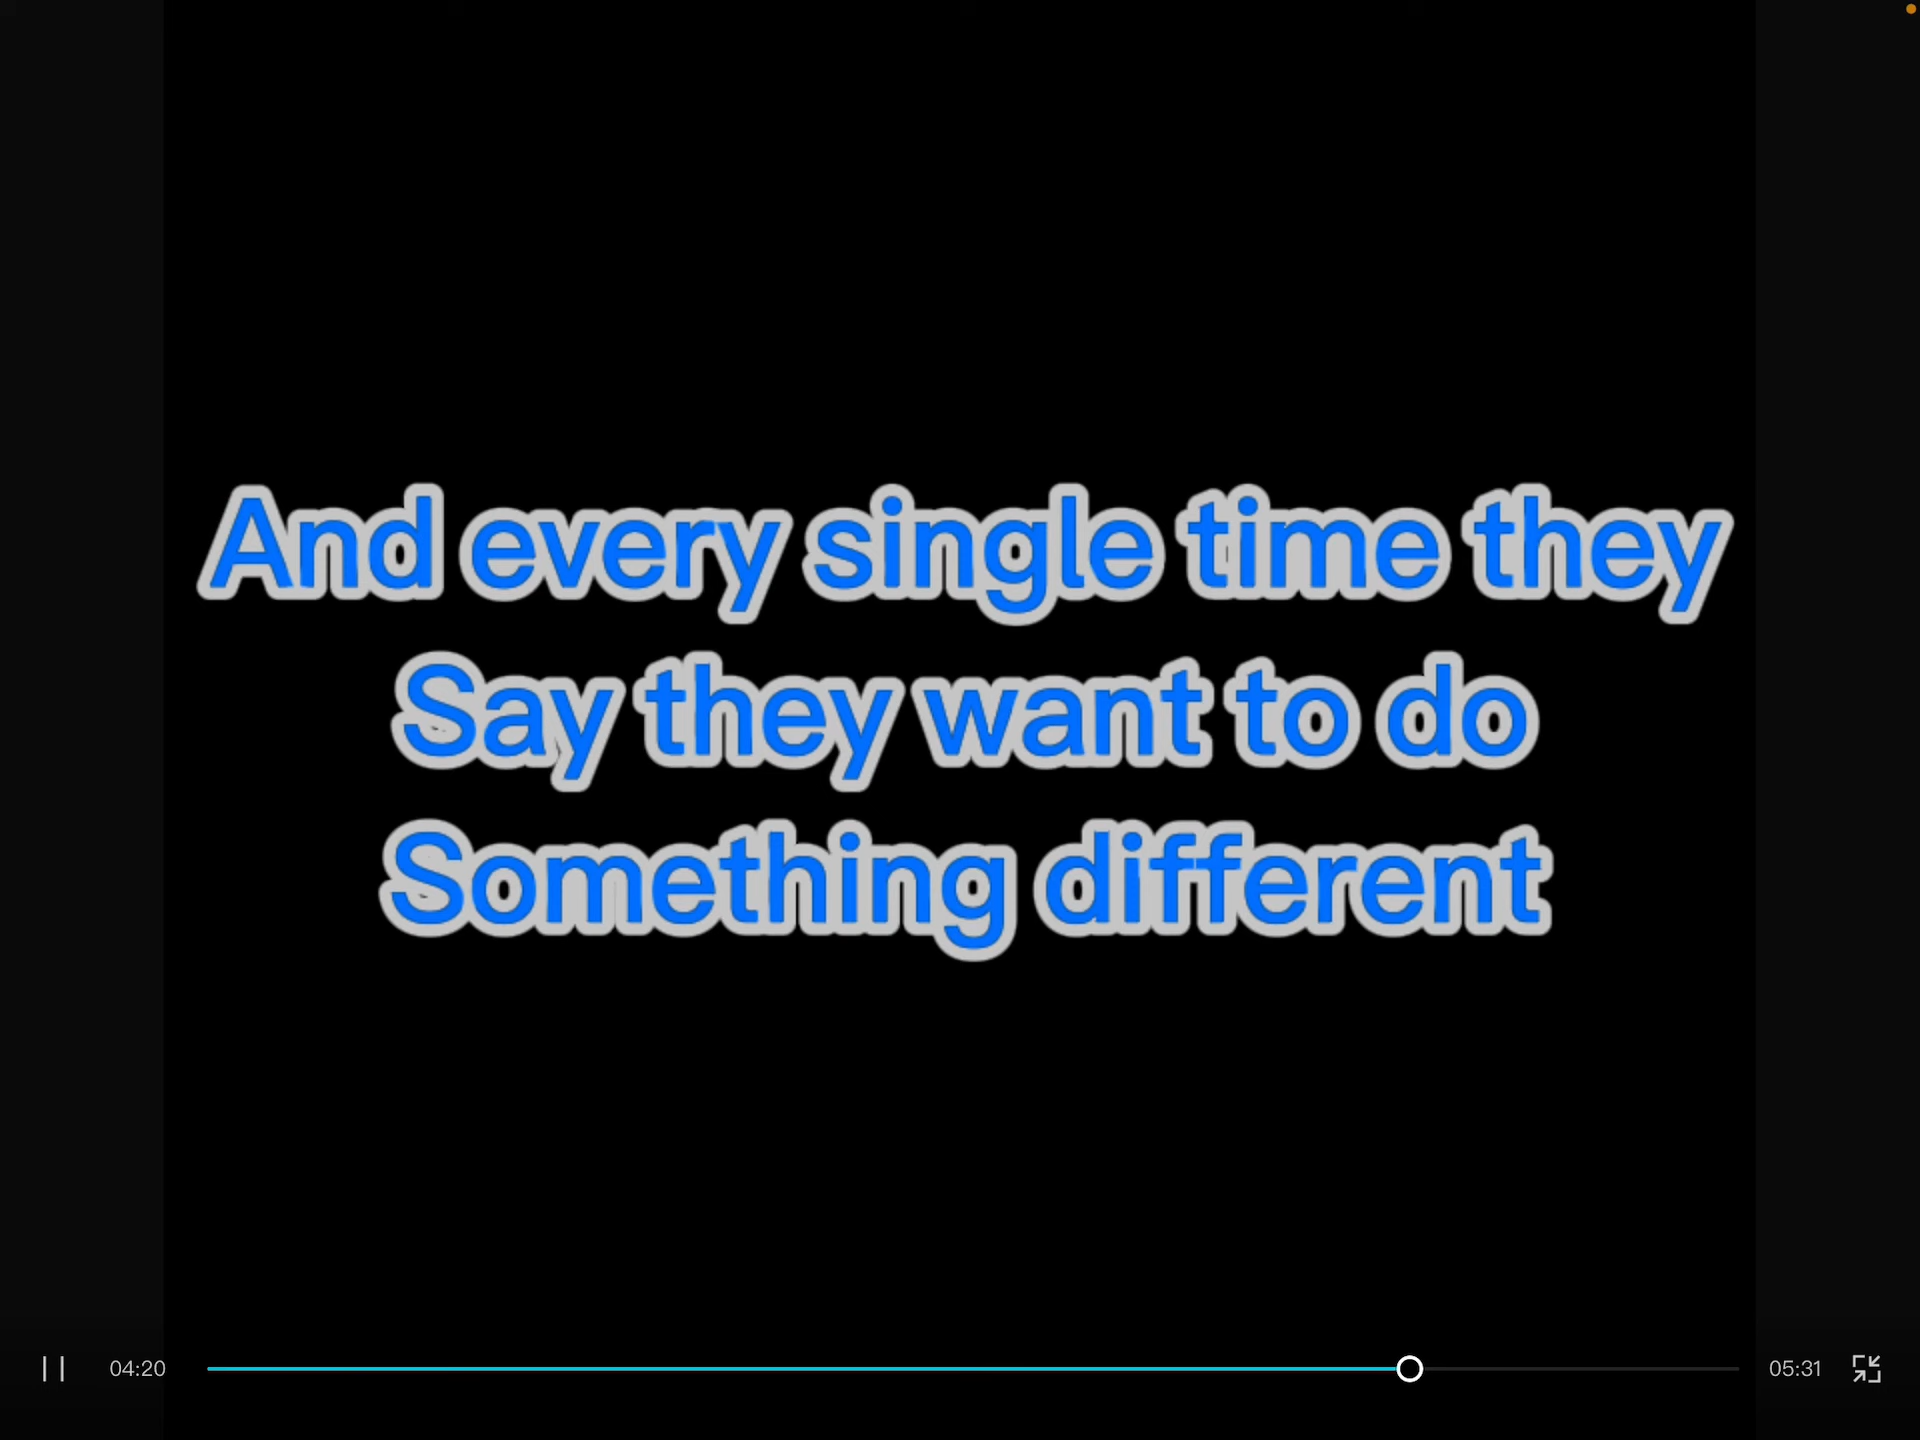 And every single time they
Say they want to do
Something different
04:20
05:31